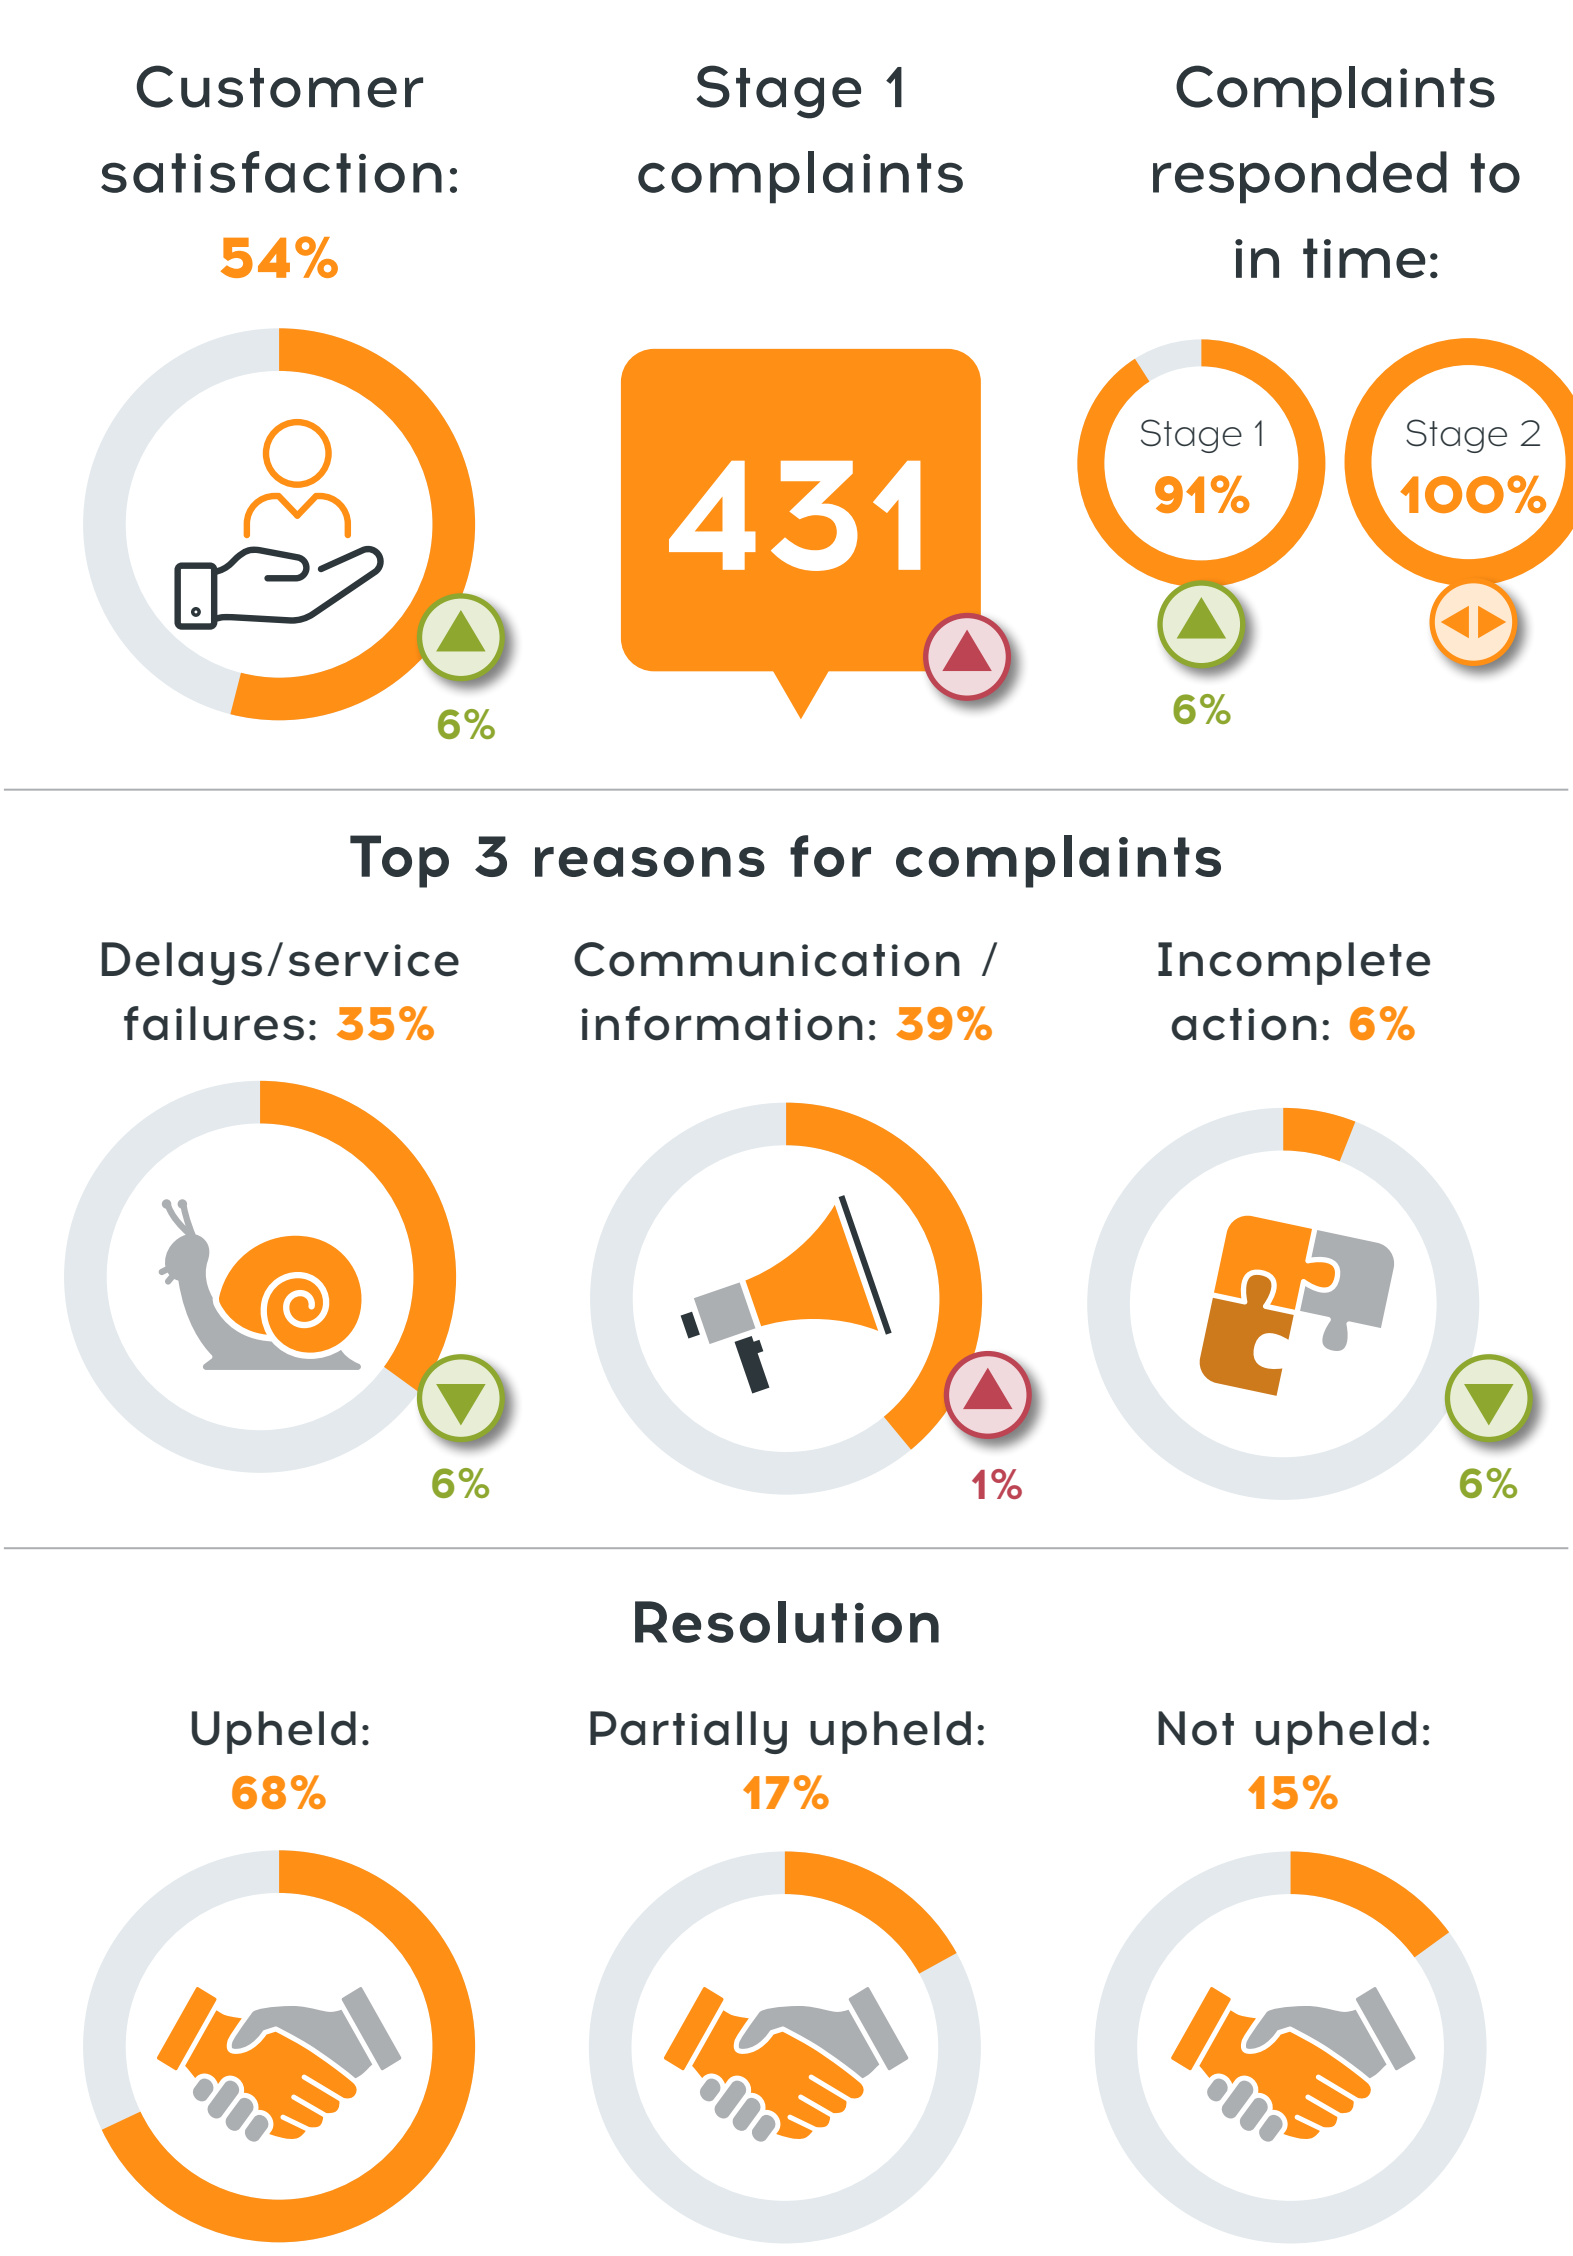 Customer
satisfaction:
54%
6%
Stage 1
complaints
431
Complaints
responded to
in time:
Stage 1
91%
6%
Stage 2
100%
Top 3 reasons for complaints
Delays/service
failures: 35%
6%
Communication /
information: 39%
1%
Incomplete
action: 6%
6%
Resolution
Upheld:
68%
Partially upheld:
17%
Not upheld:
15%